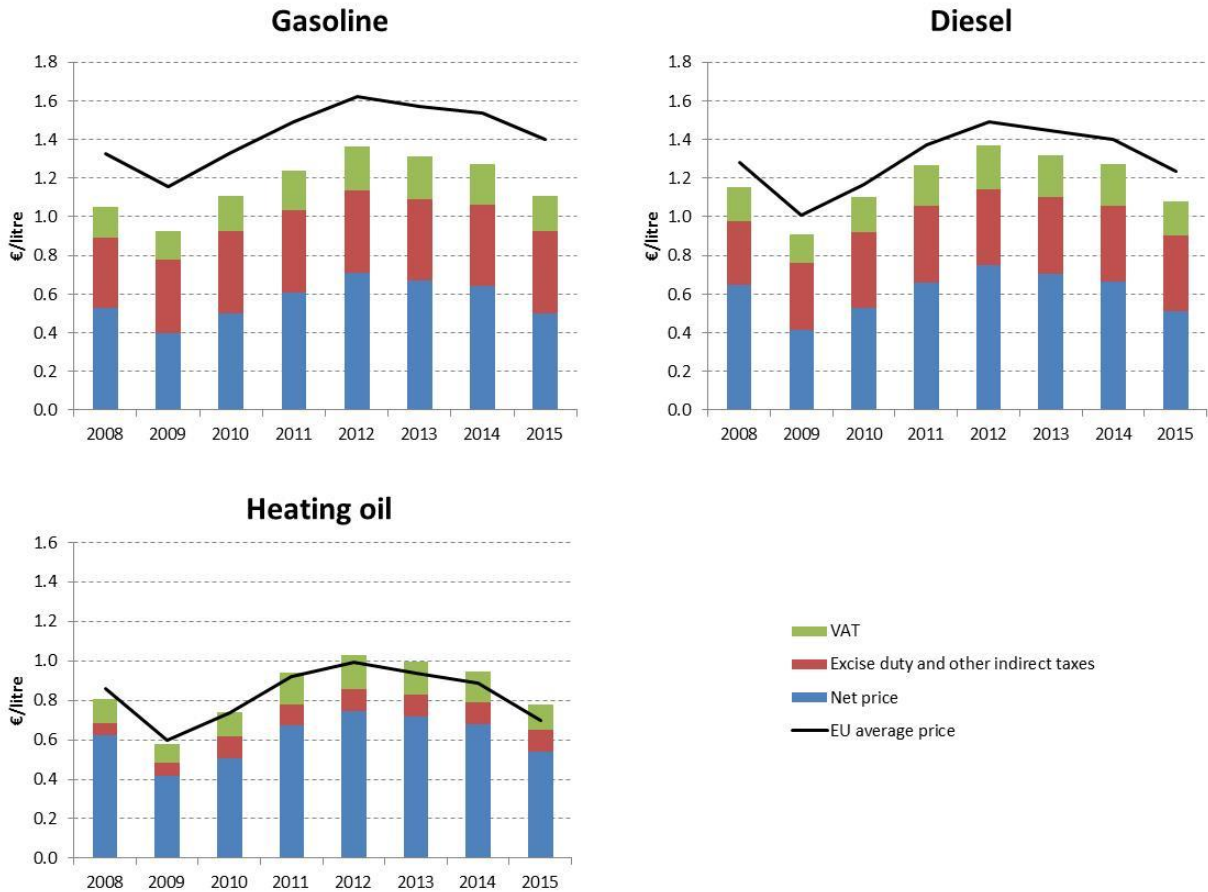 Gasoline
€/litre
1.8
1.6
1.4
1.2
1.0
0.8
0.6
0.4
0.2
0.0
2008 2009 2010 2011 2012 2013 2014 2015
Diesel
€/litre
1.8
1.6
1.4
1.2
1.0
0.8
0.6
0.4
0.2
0.0
2008 2009 2010 2011 2012 2013 2014 2015
Heating oil
€/litre
1.6
1.4
1.2
1.0
0.8
0.6
0.4
0.2
0.0
2008 2009 2010 2011 2012 2013 2014 2015
VAT
Excise duty and other indirect taxes
Net price
EU average price